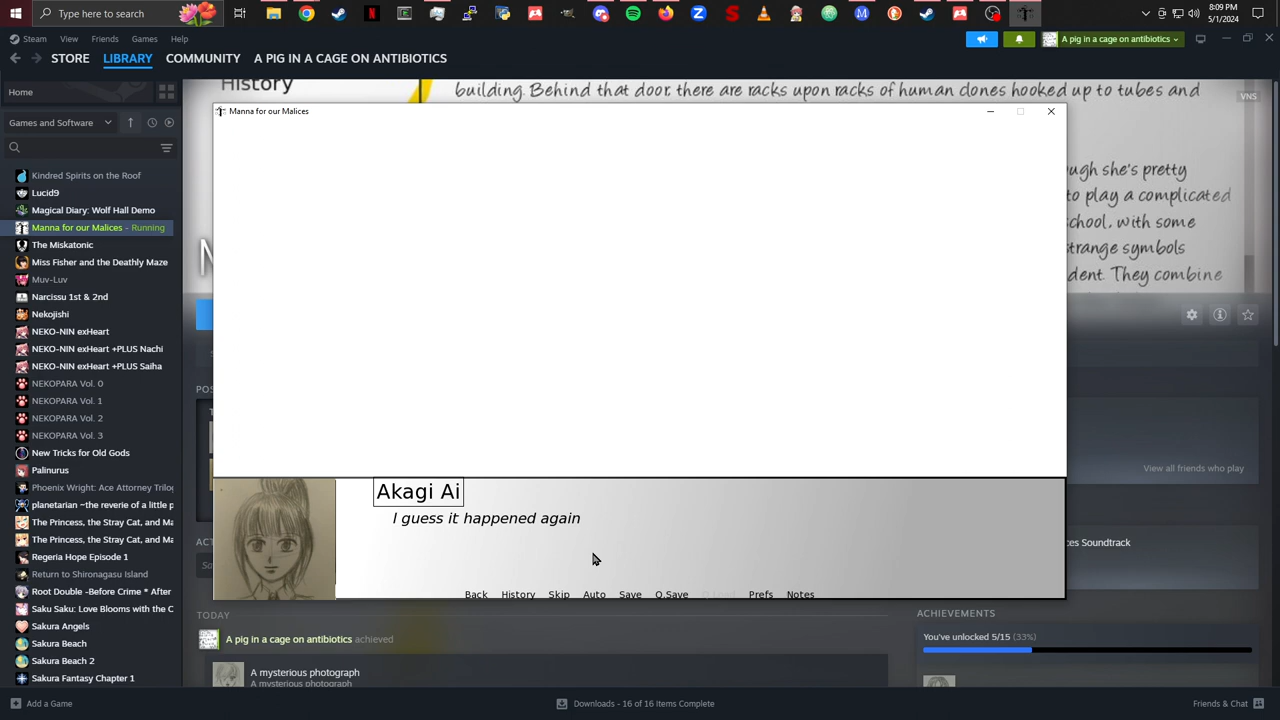 Type here to search
8:09 PM
5/1/2024
Steam View Friends Games Help
A pig in a cage on antibiotics
STORE LIBRARY COMMUNITY A PIG IN A CAGE ON ANTIBIOTICS
Home
History
building. Behind that door, there are racks upon racks of human clones hooked up to tubes and
VNS
Manna for our Malices
Games and Software
ugh she's pretty
to play a complicated
school, with some
strange symbols
dent. They combine
Kindred Spirits on the Roof
Lucid9
Magical Diary: Wolf Hall Demo
Manna for our Malices - Running
The Miskatonic
Miss Fisher and the Deathly Maze
Muv-Luv
Narcissu 1st & 2nd
Nekojishi
NEKO-NIN exHeart
NEKO-NIN exHeart +PLUS Nachi
NEKO-NIN exHeart +PLUS Saiha
NEKOPARA Vol. 0
NEKOPARA Vol. 1
NEKOPARA Vol. 2
NEKOPARA Vol. 3
New Tricks for Old Gods
Palinurus
Phoenix Wright: Ace Attorney Trilog
planetarian ~the reverie of a little p
The Princess, the Stray Cat, and Ma
The Princess, the Stray Cat, and Ma
Regeria Hope Episode 1
Return to Shironagasu Island
Root Double -Before Crime * After
Saku Saku: Love Blooms with the C
Sakura Angels
Sakura Beach
Sakura Beach 2
Sakura Fantasy Chapter 1
View all friends who play
Akagi Ai
I guess it happened again
Back History Skip Auto Save Q.Save Q.Load Prefs Notes
ces Soundtrack
TODAY
A pig in a cage on antibiotics achieved
A mysterious photograph
A mysterious photograph
ACHIEVEMENTS
You've unlocked 5/15 (33%)
Add a Game
Downloads - 16 of 16 Items Complete
Friends & Chat